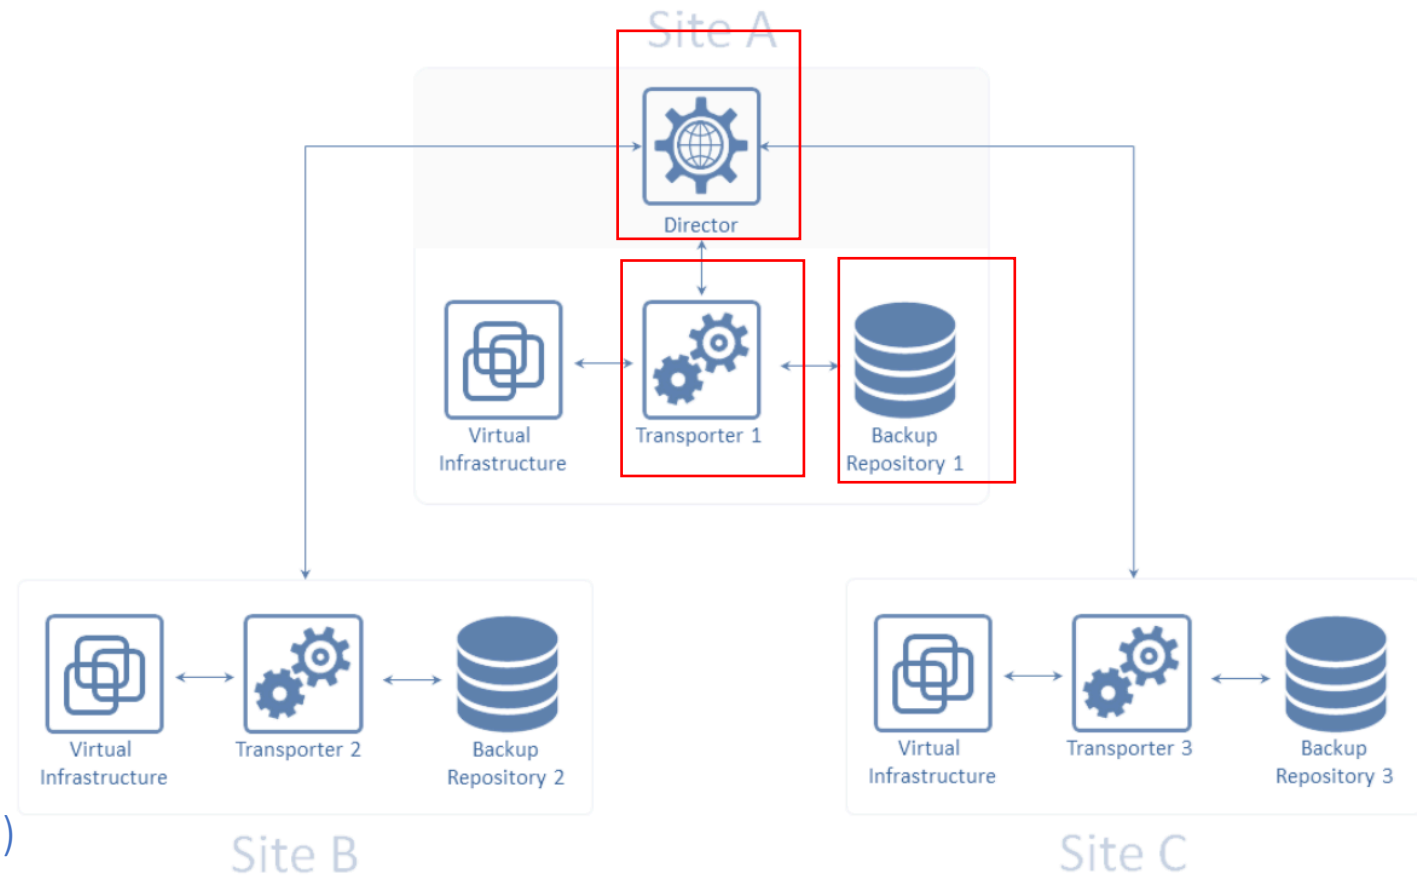 Site A
Director
Virtual
Infrastructure
Transporter 1
Backup
Repository 1
Virtual
Infrastructure
Transporter 2
Backup
Repository 2
Virtual
Infrastructure
Transporter 3
Backup
Repository 3
)
Site B
Site C